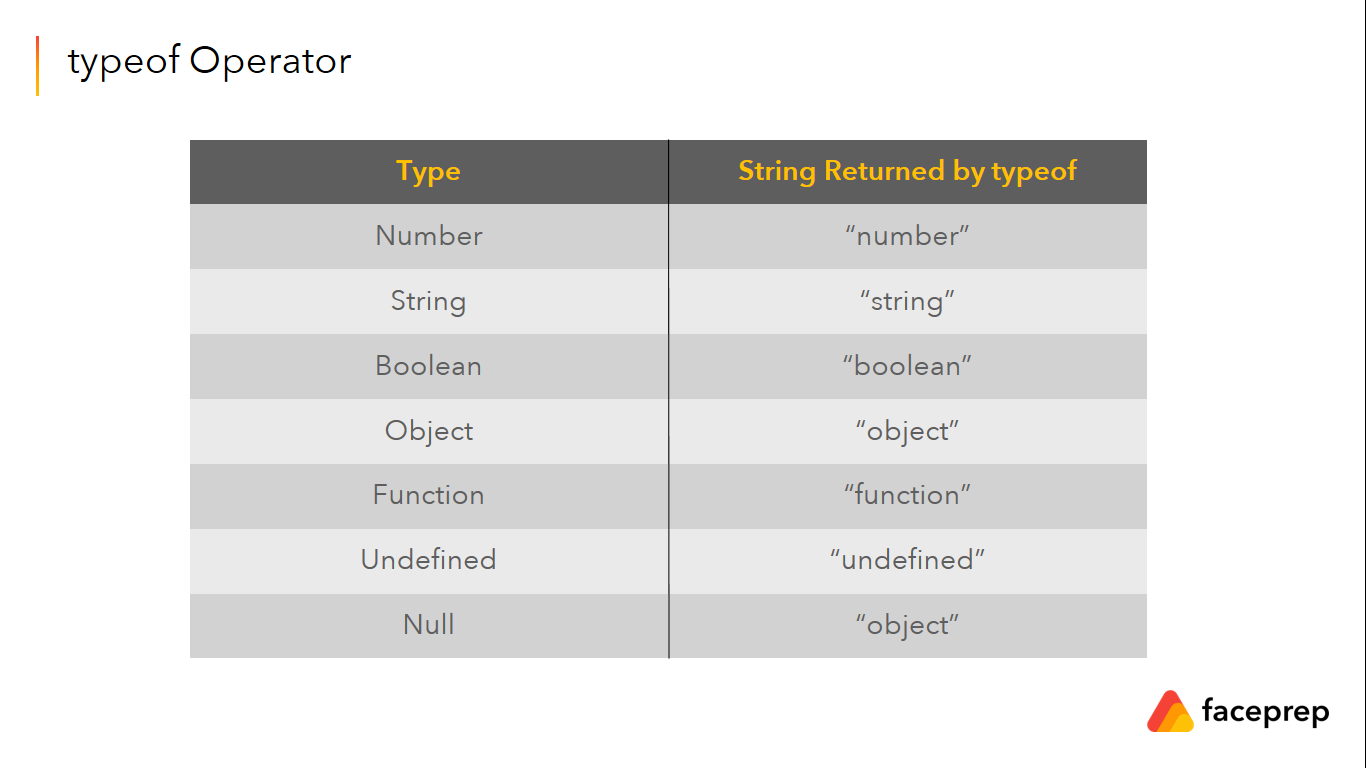 typeof Operator
Type String Returned by typeof
Number “number”
String “string”
Boolean “boolean”
Object “object”
Function “function”
Undefined “undefined”
Null “object”
faceprep